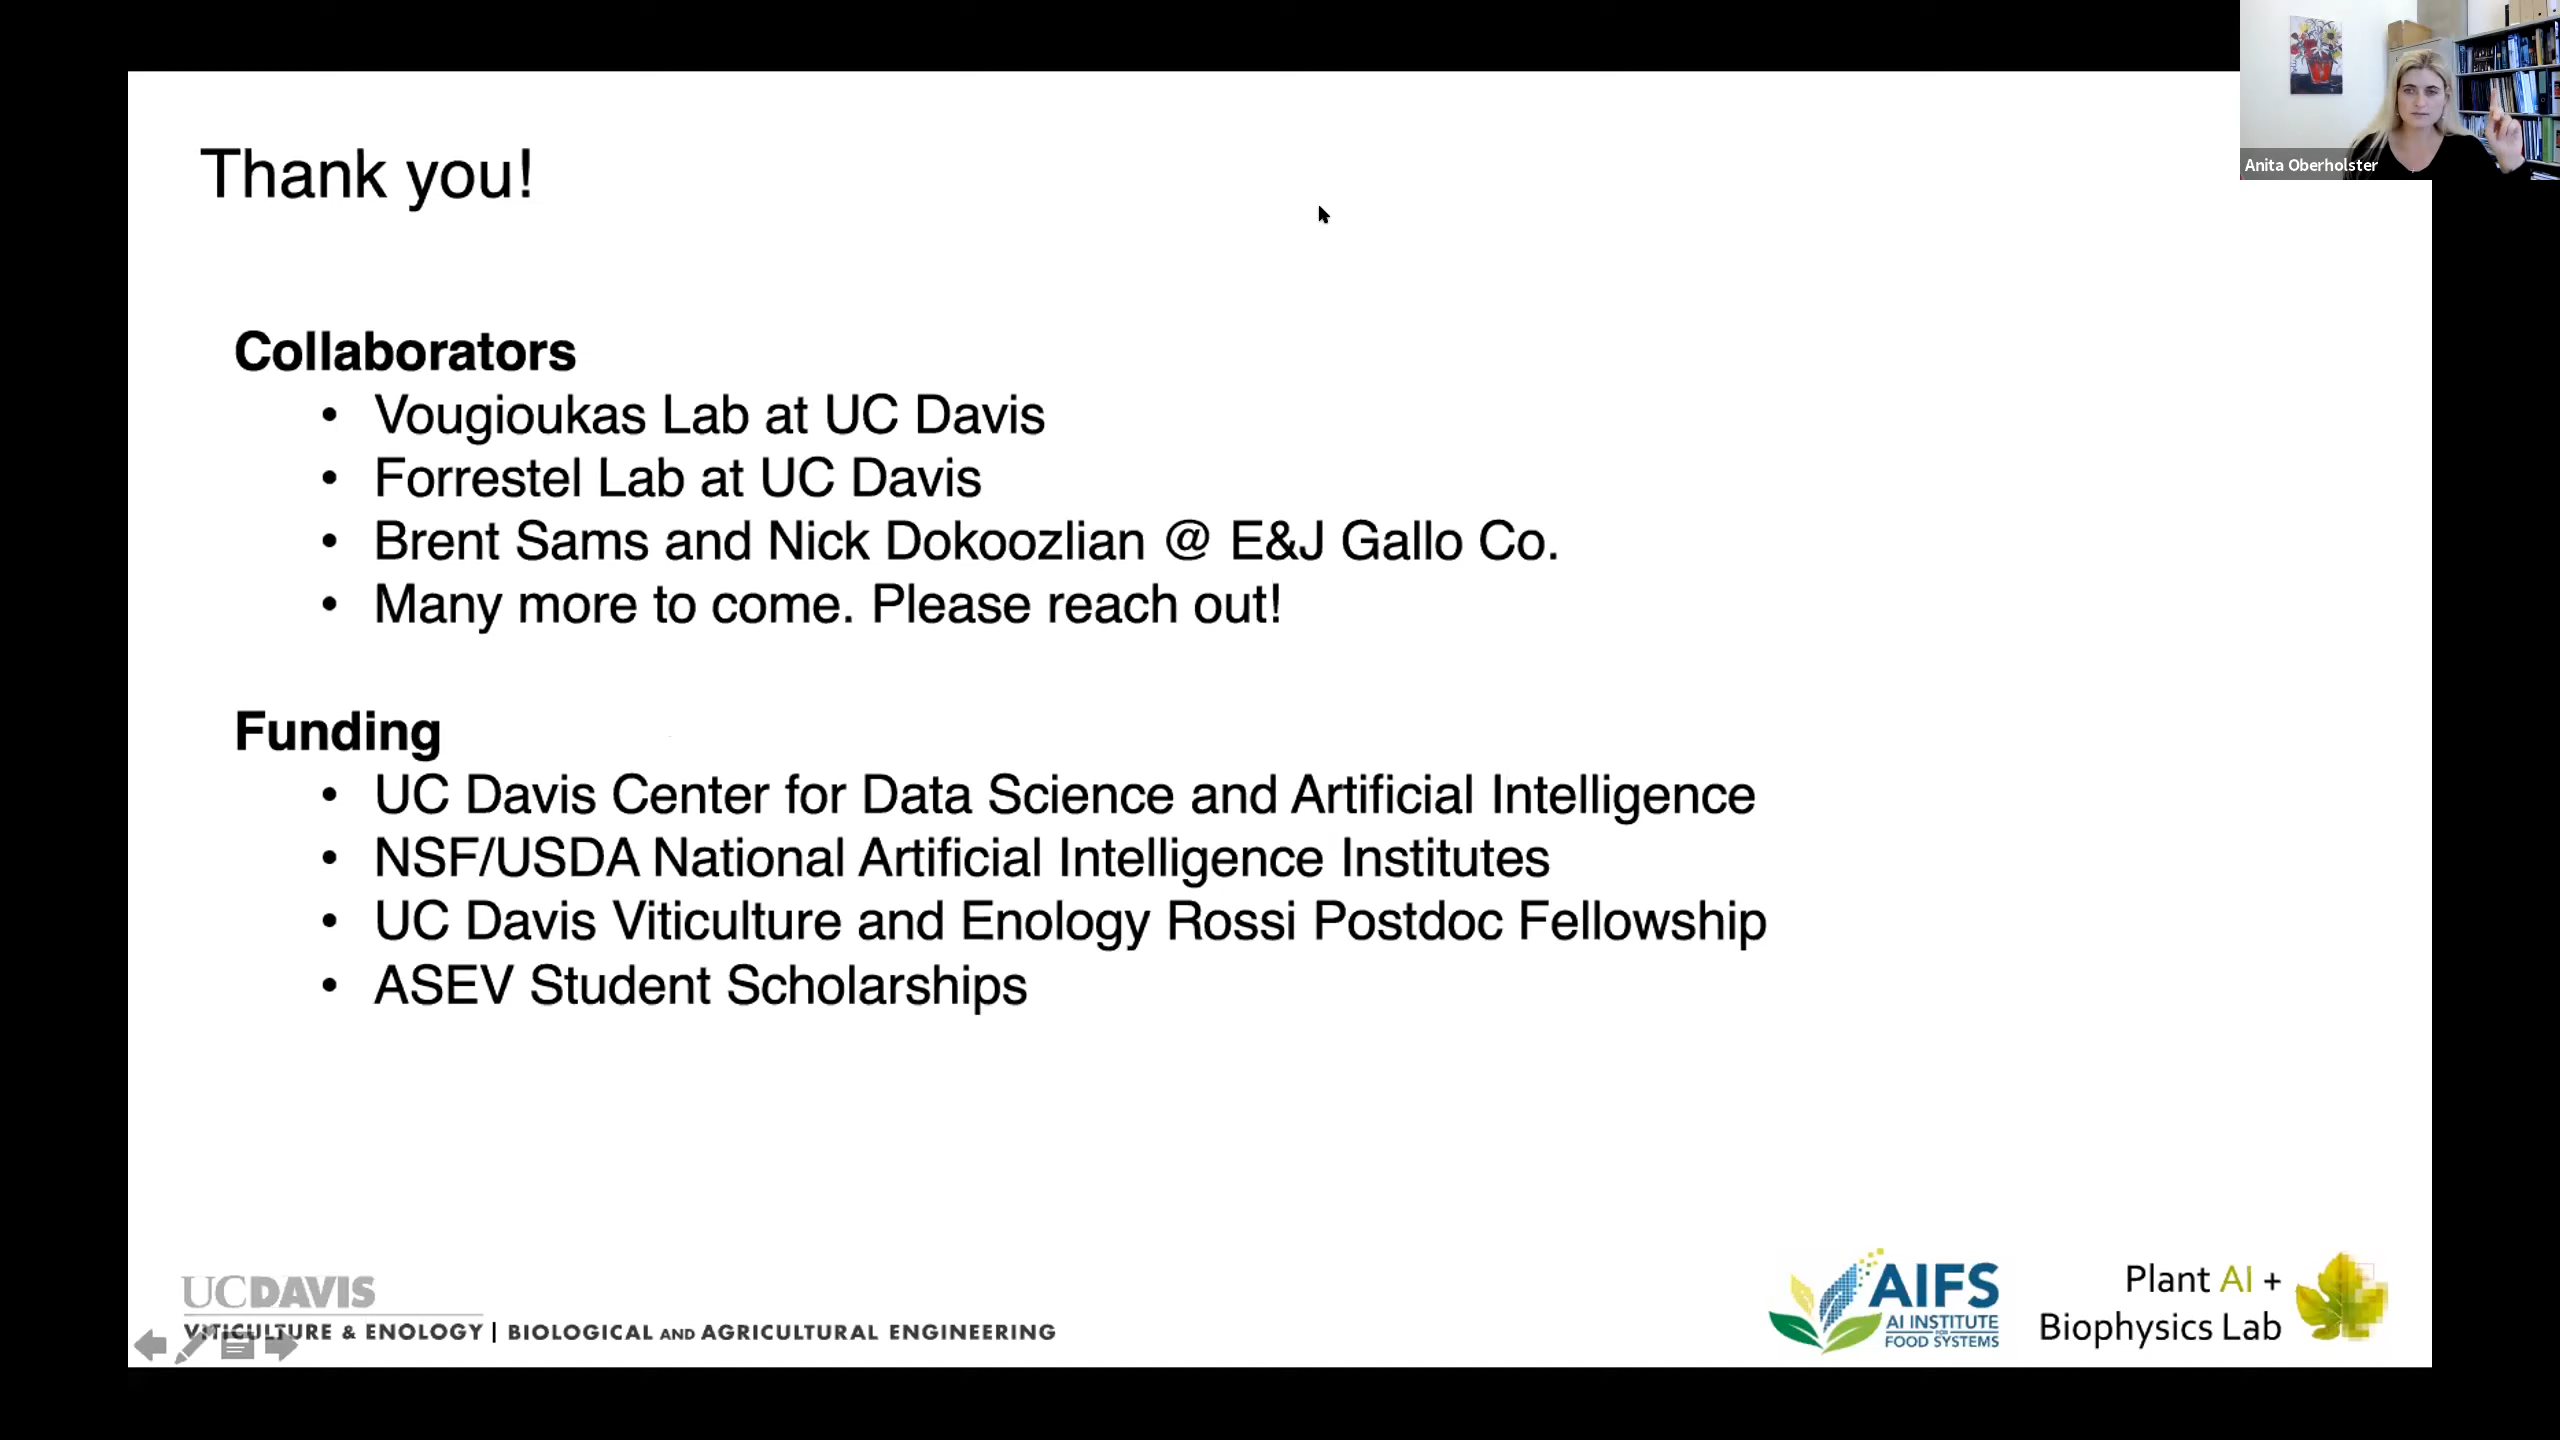 Thank you!
Anita Oberholster
Collaborators
• Vougioukas Lab at UC Davis
• Forrestel Lab at UC Davis
• Brent Sams and Nick Dokoozlian @ E&J Gallo Co.
• Many more to come. Please reach out!
Funding
• UC Davis Center for Data Science and Artificial Intelligence
• NSF/USDA National Artificial Intelligence Institutes
• UC Davis Viticulture and Enology Rossi Postdoc Fellowship
• ASEV Student Scholarships
UCDAVIS
VITICULTURE & ENOLOGY | BIOLOGICAL AND AGRICULTURAL ENGINEERING
AIFS
AI INSTITUTE
FOR
FOOD SYSTEMS
Plant AI +
Biophysics Lab